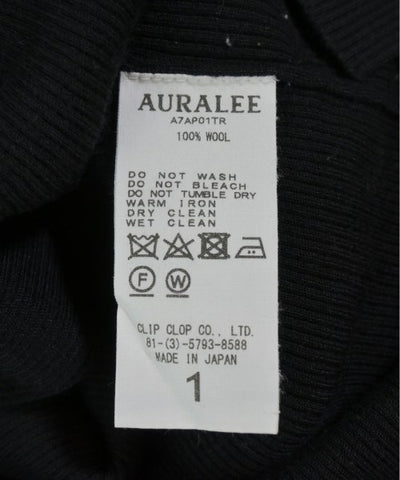 AURALEE
A7AP01TR
100% WOOL
DO NOT WASH
DO NOT BLEACH
DO NOT TUMBLE DRY
WARM IRON
DRY CLEAN
WET CLEAN
F W
CLIP CLOP CO., LTD.
81-(3)-5793-8588
MADE IN JAPAN
1